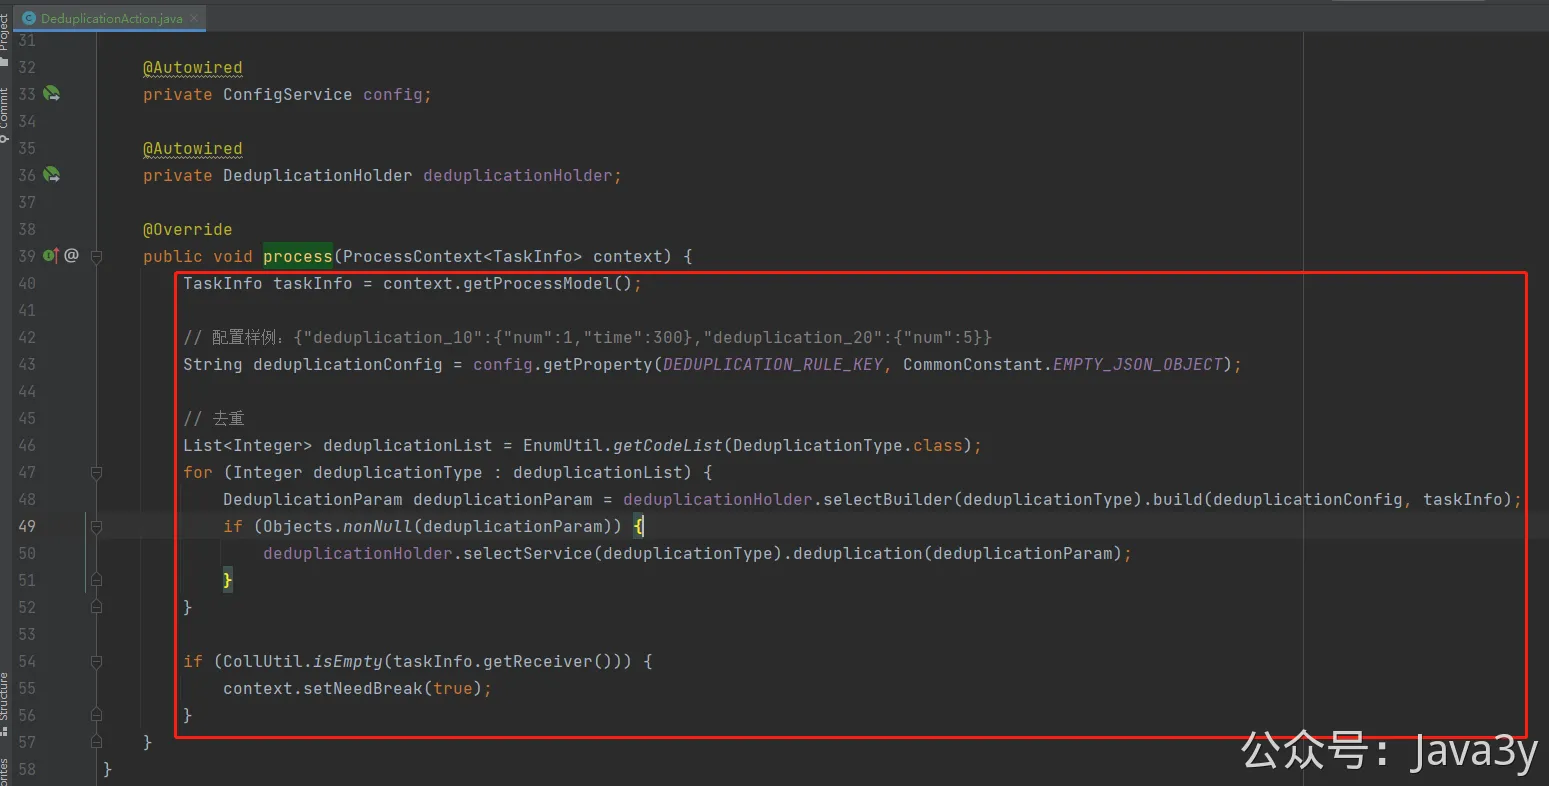 DeduplicationAction.java
Project
Commit
Structure
31
32 @Autowired
33 private ConfigService config;
34
35 @Autowired
36 private DeduplicationHolder deduplicationHolder;
37
38 @Override
39 @ public void process(ProcessContext<TaskInfo> context) {
40 TaskInfo taskInfo = context.getProcessModel();
41
42 // 配置样例：{"deduplication_10":{"num":1,"time":300},"deduplication_20":{"num":5}}
43 String deduplicationConfig = config.getProperty(DEDUPLICATION_RULE_KEY, CommonConstant.EMPTY_JSON_OBJECT);
44
45 // 去重
46 List<Integer> deduplicationList = EnumUtil.getCodeList(DeduplicationType.class);
47 for (Integer deduplicationType : deduplicationList) {
48 DeduplicationParam deduplicationParam = deduplicationHolder.selectBuilder(deduplicationType).build(deduplicationConfig, taskInfo);
49 if (Objects.nonNull(deduplicationParam)) {
50 deduplicationHolder.selectService(deduplicationType).deduplication(deduplicationParam);
51 }
52 }
53
54 if (CollUtil.isEmpty(taskInfo.getReceiver())) {
55 context.setNeedBreak(true);
56 }
57 }
58 }
公众号：Java3y